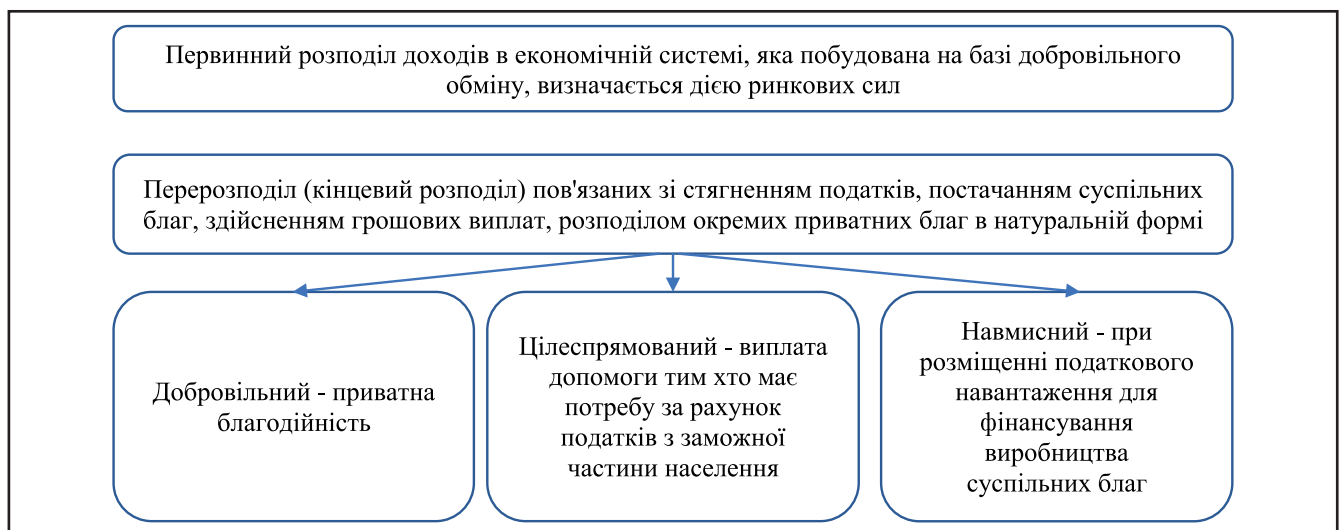 Первинний розподіл доходів в економічній системі, яка побудована на базі добровільного
обміну, визначається дією ринкових сил
Перерозподіл (кінцевий розподіл) пов'язаних зі стягненням податків, постачанням суспільних
благ, здійсненням грошових виплат, розподілом окремих приватних благ в натуральній формі
Добровільний - приватна
благодійність
Цілеспрямований - виплата
допомоги тим хто має
потребу за рахунок
податків з заможної
частини населення
Навмисний - при
розміщенні податкового
навантаження для
фінансування
виробництва
суспільних благ